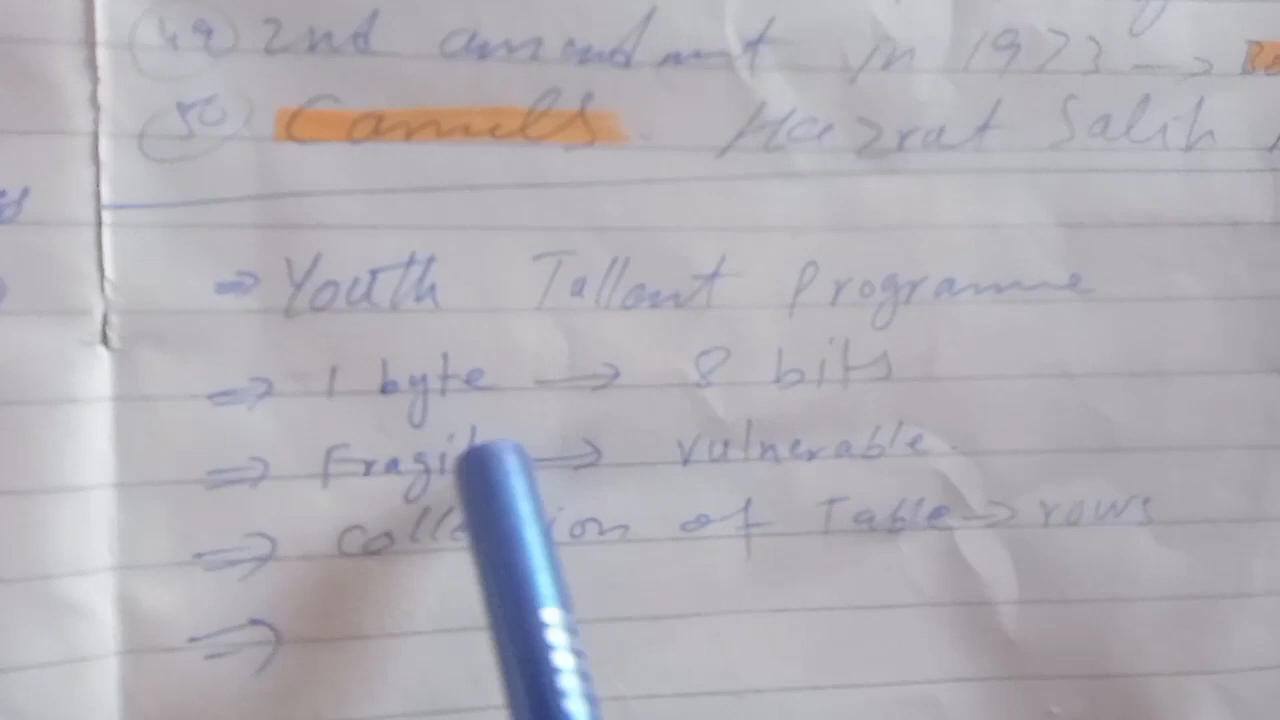 49 2nd amendment in 1973 →
50 Camels. Hazrat Salih
⇒ Youth Tallent Programme
⇒ 1 byte → 8 bits
⇒ → vulnerable.
⇒ of Table → rows
⇒